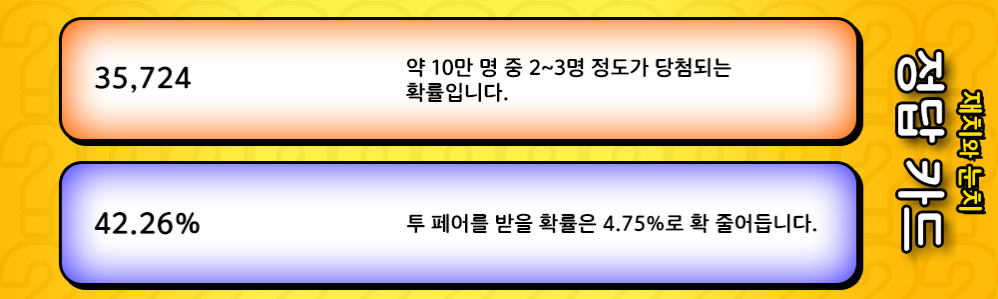 35,724
약 10만 명 중 2~3명 정도가 당첨되는
확률입니다.
42.26%
투 페어를 받을 확률은 4.75%로 확 줄어듭니다.
재치와 눈치
정답 카드